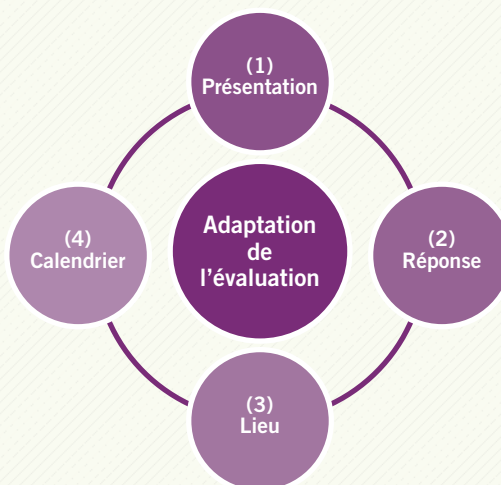 (1)
Présentation
Adaptation
de
l’évaluation
(2)
Réponse
(3)
Lieu
(4)
Calendrier